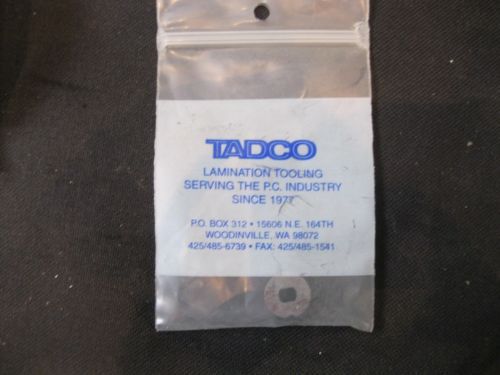 TADCO
LAMINATION TOOLING
SERVING THE P.C. INDUSTRY
SINCE 1977
P.O. BOX 312 • 15606 N.E. 164TH
WOODINVILLE, WA 98072
425/485-6739 • FAX: 425/485-1541